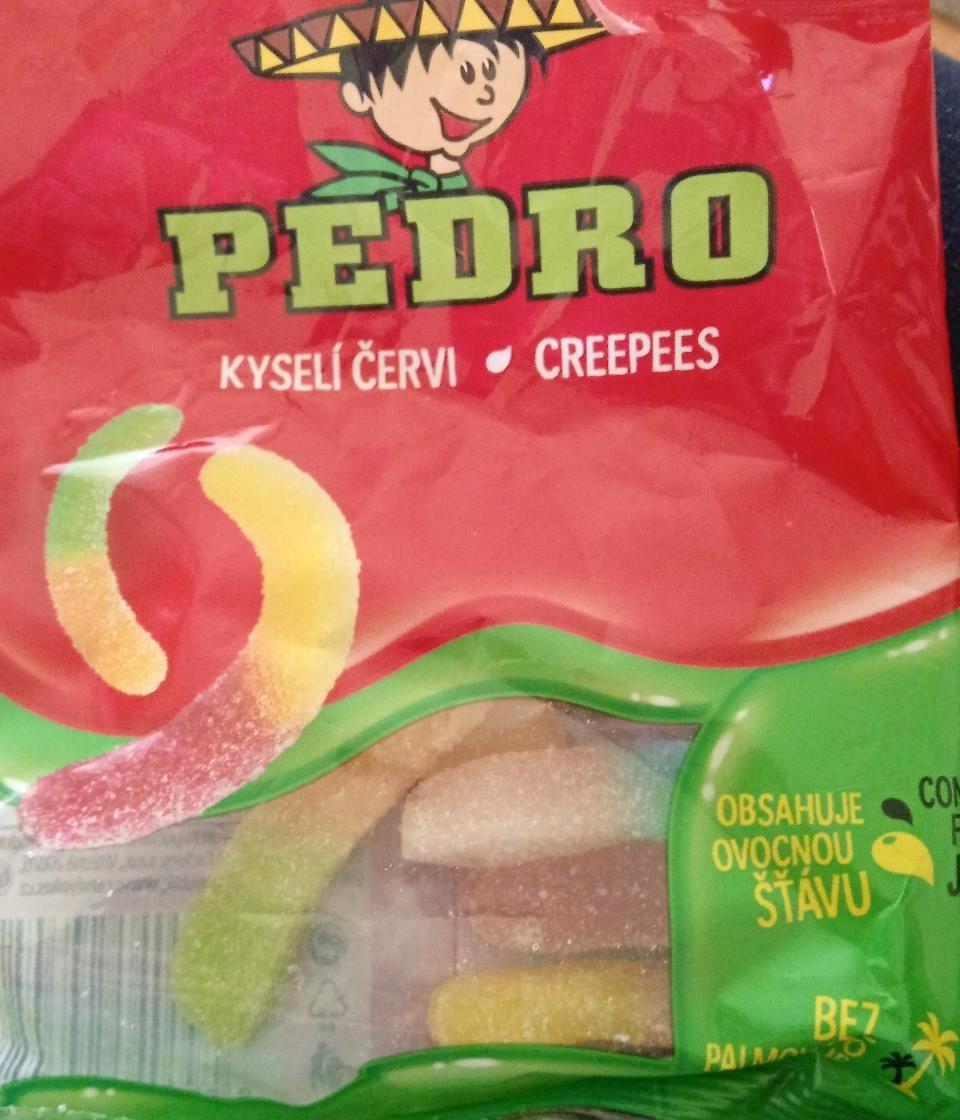 PEDRO
KYSELÍ ČERVI
CREEPEES
OBSAHUJE
OVOCNOU
ŠŤÁVU
BEZ